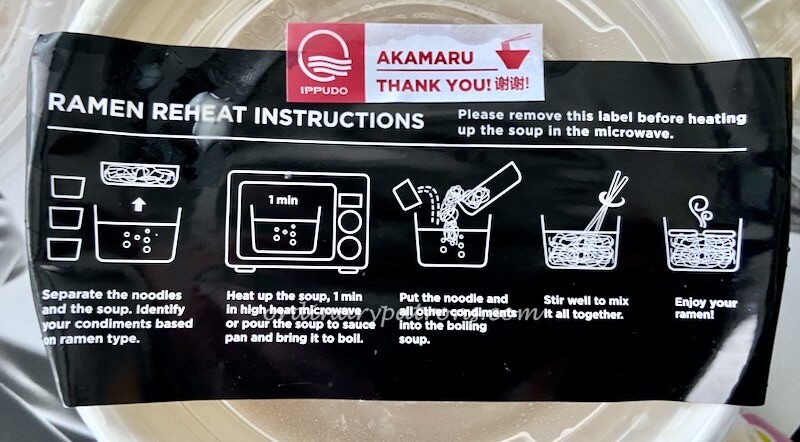 IPPUDO
AKAMARU
THANK YOU! 谢谢!
RAMEN REHEAT INSTRUCTIONS
Please remove this label before heating
up the soup in the microwave.
1 min
Separate the noodles
and the soup. Identify
your condiments based
on ramen type.
Heat up the soup, 1 min
in high heat microwave
or pour the soup to sauce
pan and bring it to boil.
Put the noodle and
all other condiments
into the boiling
soup.
Stir well to mix
it all together.
Enjoy your
ramen!
ordinarypatrons.com